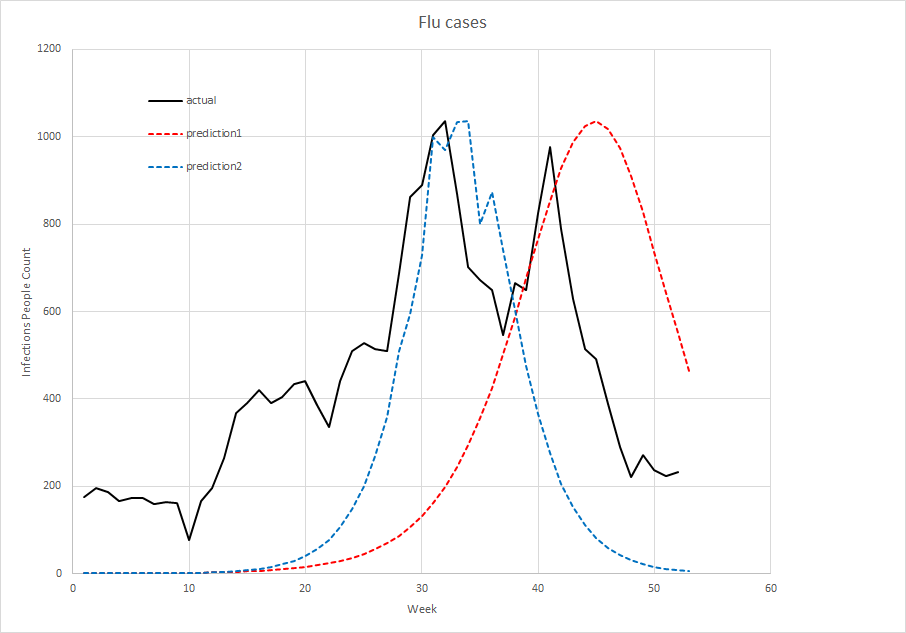 Flu cases
1200
1000
800
600
400
200
0
actual
prediction1
prediction2
Infections People Count
0 10 20 30 40 50 60
Week